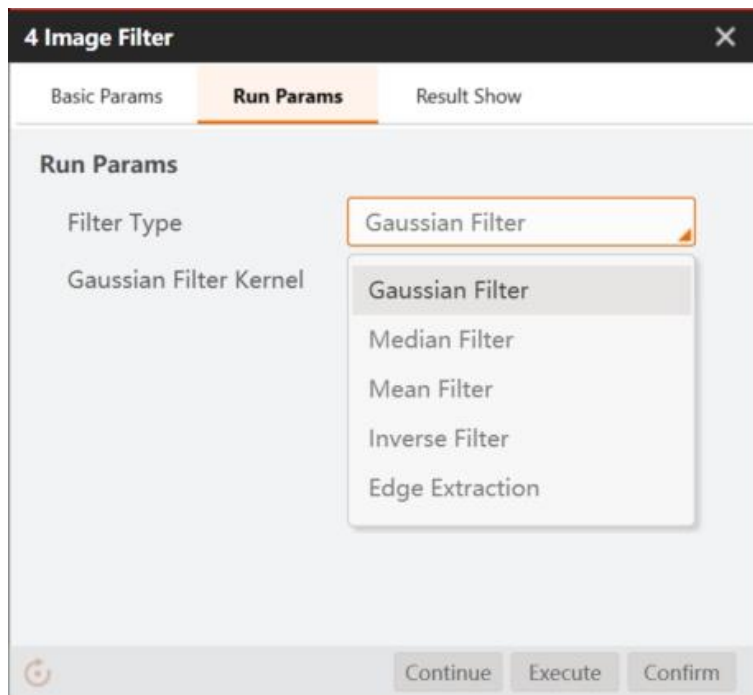 4 Image Filter
Basic Params Run Params Result Show
Run Params
Filter Type Gaussian Filter
Gaussian Filter Kernel
Gaussian Filter
Median Filter
Mean Filter
Inverse Filter
Edge Extraction
Continue Execute Confirm